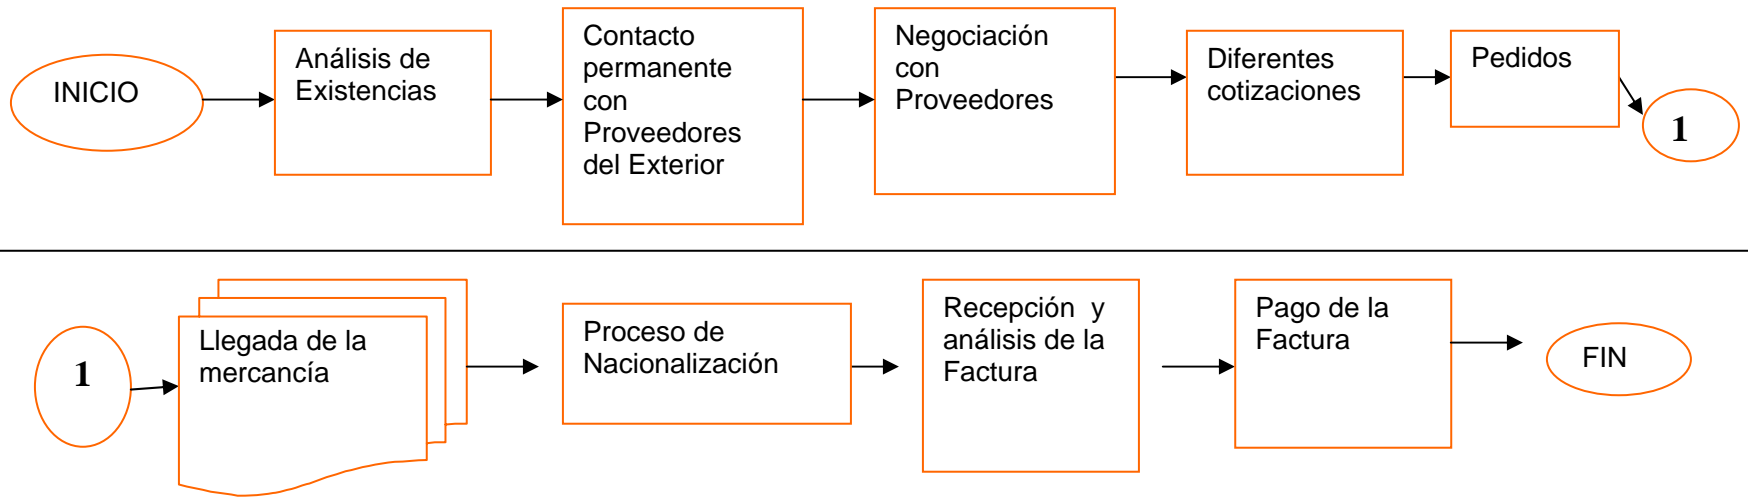 INICIO
Análisis de
Existencias
Contacto
permanente
con
Proveedores
del Exterior
Negociación
con
Proveedores
Diferentes
cotizaciones
Pedidos
1
1
Llegada de la
mercancía
Proceso de
Nacionalización
Recepción y
análisis de la
Factura
Pago de la
Factura
FIN